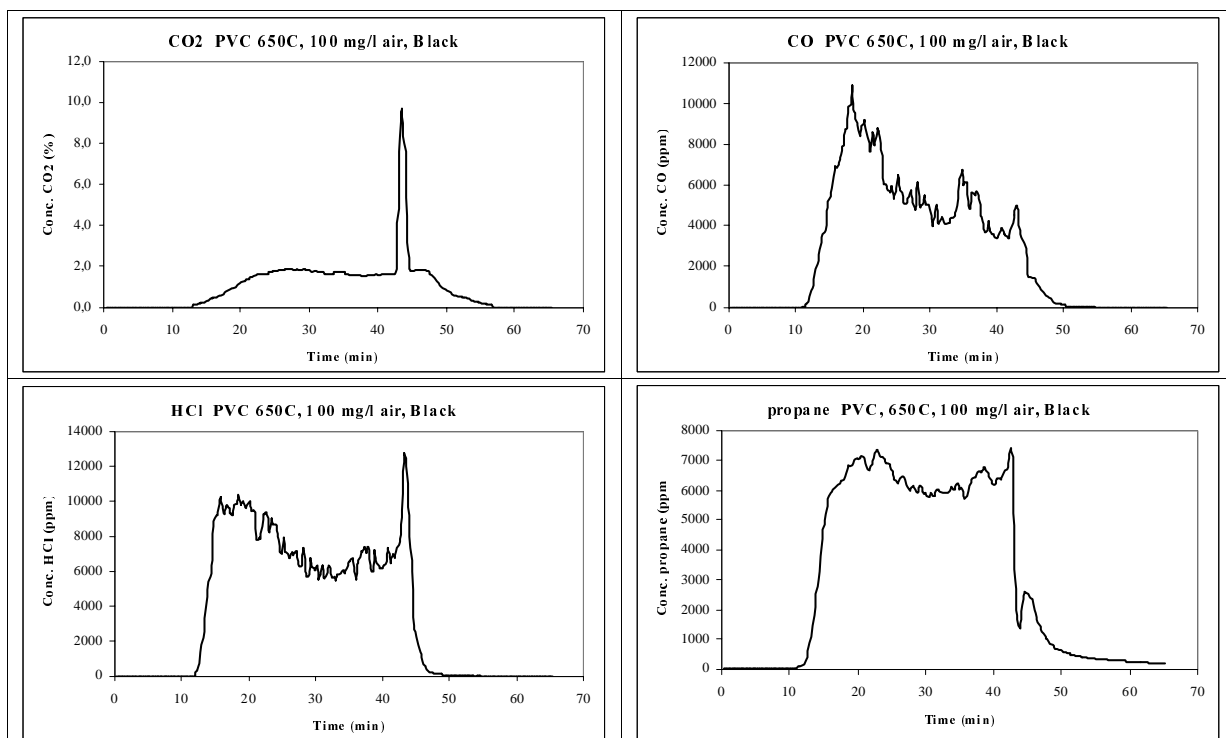 CO2 PVC 650C, 100 mg/l air, Black
Conc. CO2 (%)
12,0
10,0
8,0
6,0
4,0
2,0
0,0
0 10 20 30 40 50 60 70
Time (min)
CO PVC 650C, 100 mg/l air, Black
Conc. CO (ppm)
12000
10000
8000
6000
4000
2000
0
0 10 20 30 40 50 60 70
Time (min)
HCl PVC 650C, 100 mg/l air, Black
Conc. HCl (ppm)
14000
12000
10000
8000
6000
4000
2000
0
0 10 20 30 40 50 60 70
Time (min)
propane PVC, 650C, 100 mg/l air, Black
Conc. propane (ppm
8000
7000
6000
5000
4000
3000
2000
1000
0
0 10 20 30 40 50 60 70
Time (min)